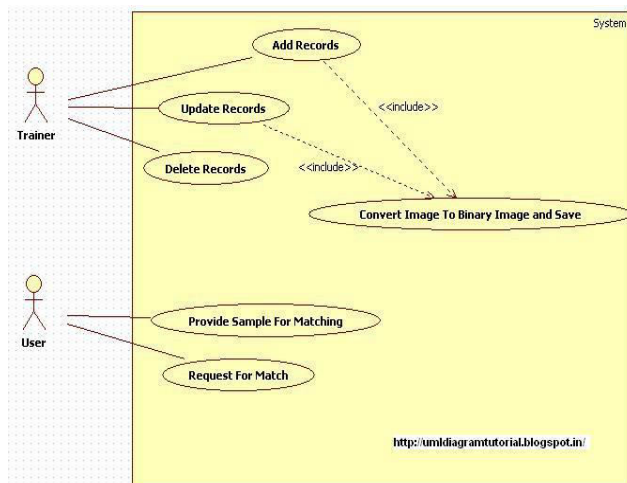 System
Add Records
<<include>>
Update Records
Trainer
<<include>>
Delete Records
Convert Image To Binary Image and Save
Provide Sample For Matching
User
Request For Match
http://umldiagramtutorial.blogspot.in/